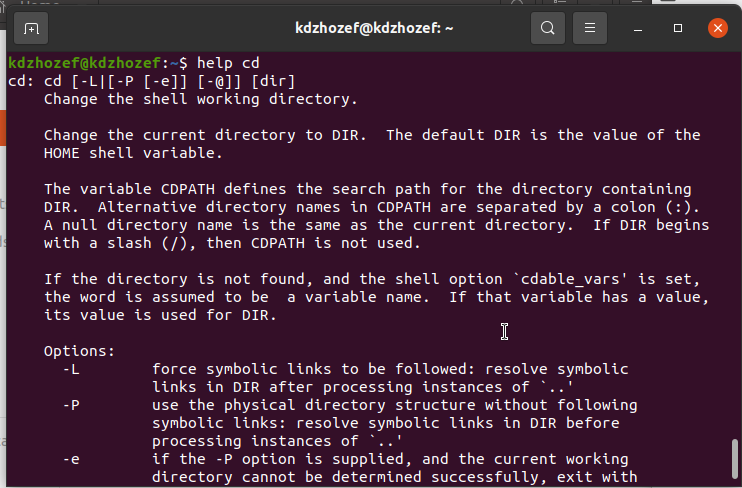 kdzhozef@kdzhozef: ~
kdzhozef@kdzhozef:~$ help cd
cd: cd [-L|[-P [-e]] [-@]] [dir]
    Change the shell working directory.

    Change the current directory to DIR.  The default DIR is the value of the
    HOME shell variable.

    The variable CDPATH defines the search path for the directory containing
    DIR.  Alternative directory names in CDPATH are separated by a colon (:).
    A null directory name is the same as the current directory.  If DIR begins
    with a slash (/), then CDPATH is not used.

    If the directory is not found, and the shell option `cdable_vars' is set,
    the word is assumed to be  a variable name.  If that variable has a value,
    its value is used for DIR.

    Options:
      -L        force symbolic links to be followed: resolve symbolic
                links in DIR after processing instances of `..'
      -P        use the physical directory structure without following
                symbolic links: resolve symbolic links in DIR before
                processing instances of `..'
      -e        if the -P option is supplied, and the current working
                directory cannot be determined successfully, exit with